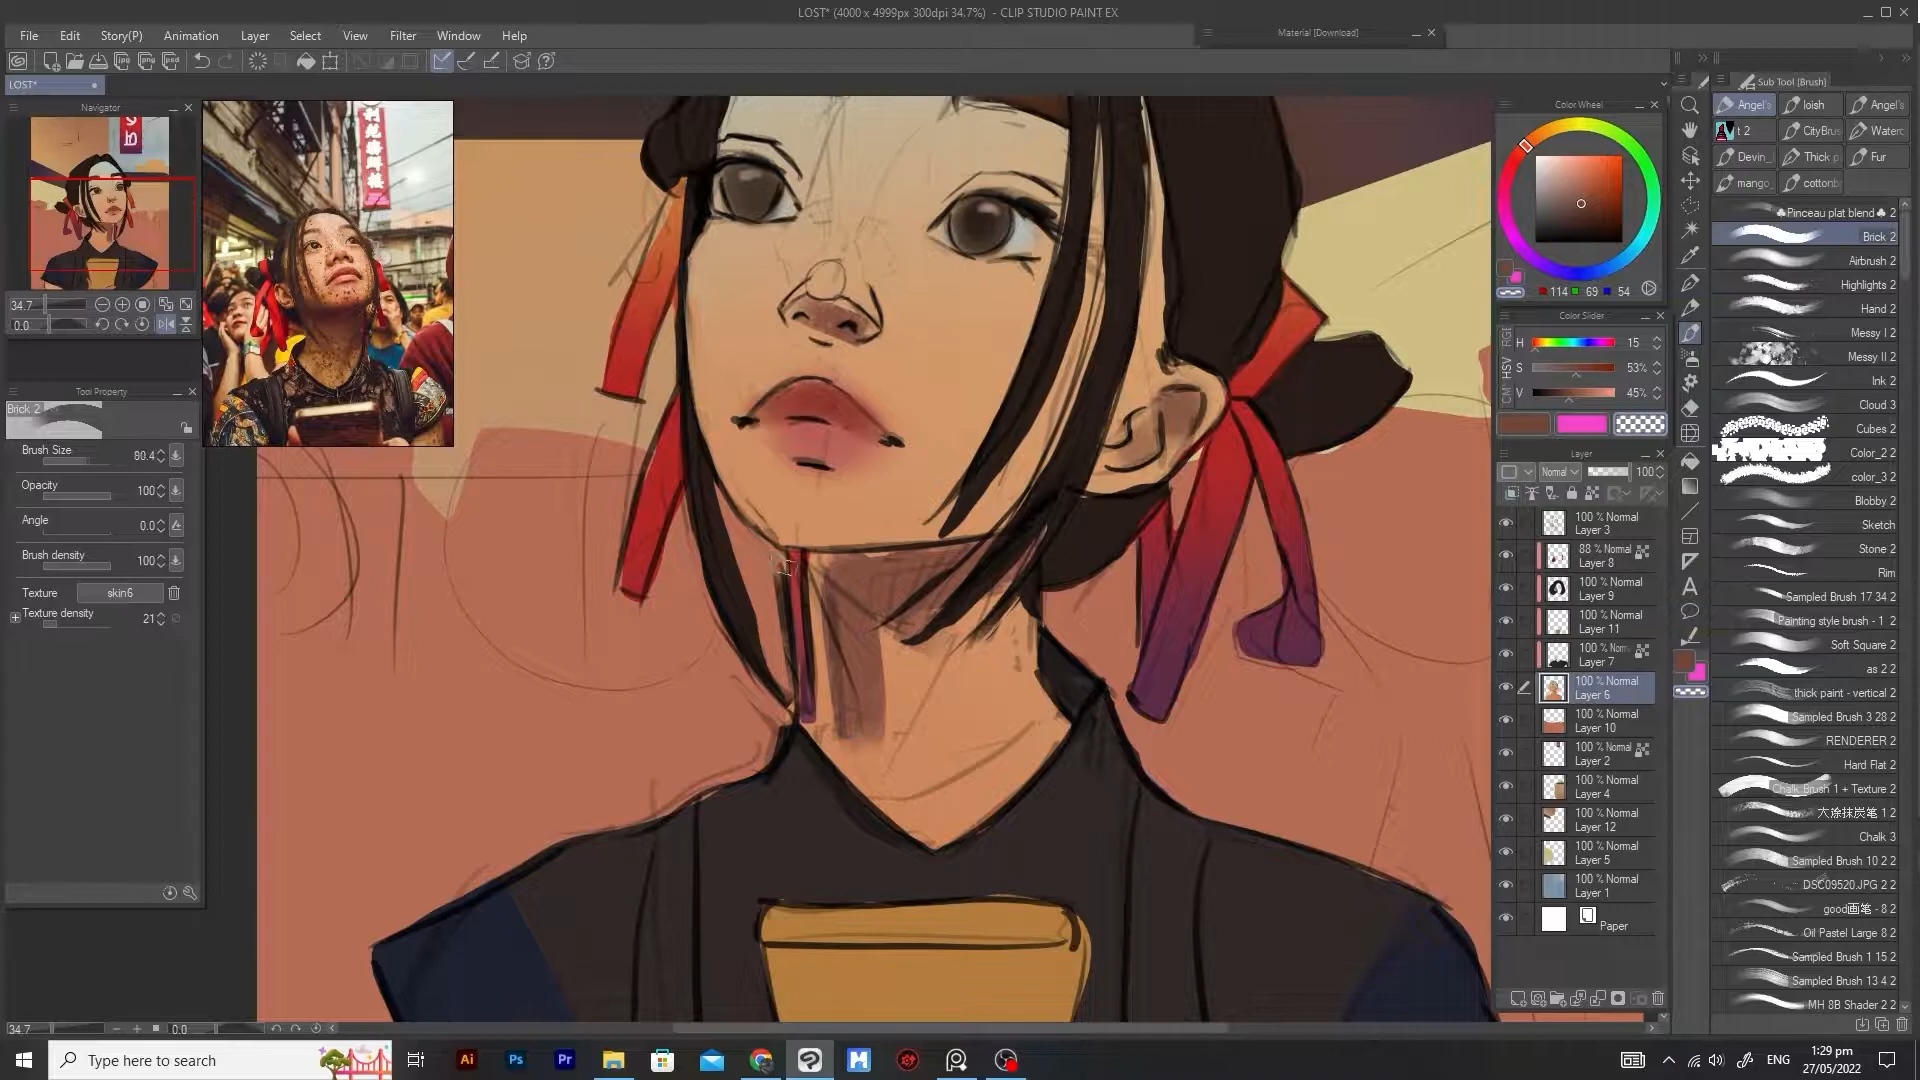 LOST* (4000 x 4999px 300dpi 34.7%) - CLIP STUDIO PAINT EX
File Edit Story(P) Animation Layer Select View Filter Window Help
Material [Download]
LOST*
Navigator
34.7
0.0
Tool Property
Brick 2
Brush Size 80.4
Opacity 100
Angle 0.0
Brush density 100
Texture skin6
Texture density 21
Color Wheel
114 69 54
Color Slider
H 15
S 53%
V 45%
RGB
HSV
CM
Layer
Normal 100
100 % Normal
Layer 3
88 % Normal
Layer 8
100 % Normal
Layer 9
100 % Normal
Layer 11
100 % Norm
Layer 7
100 % Normal
Layer 6
100 % Normal
Layer 10
100 % Normal
Layer 2
100 % Normal
Layer 4
100 % Normal
Layer 12
100 % Normal
Layer 5
100 % Normal
Layer 1
Paper
Sub Tool [Brush]
Angel's loish Angel's
t 2 CityBrus Waterc
Devin_ Thick p Fur
mango_ cottonb
♣Pinceau plat blend♣ 2
Brick 2
Airbrush 2
Highlights 2
Hand 2
Messy I 2
Messy II 2
Ink 2
Cloud 3
Cubes 2
Color_2 2
color_3 2
Blobby 2
Sketch
Stone 2
Rim
Sampled Brush 17 34 2
Painting style brush - 1 2
Soft Square 2
as 2 2
thick paint - vertical 2
Sampled Brush 3 28 2
RENDERER 2
Hard Flat 2
Chalk Brush 1 + Texture 2
大涂抹炭笔 1 2
Chalk 3
Sampled Brush 10 2 2
DSC09520.JPG 2 2
good画笔 - 8 2
Oil Pastel Large 8 2
Sampled Brush 1 15 2
Sampled Brush 13 4 2
MH 8B Shader 2 2
34.7 0.0
Type here to search
Ai Ps Pr
ENG
1:29 pm
27/05/2022